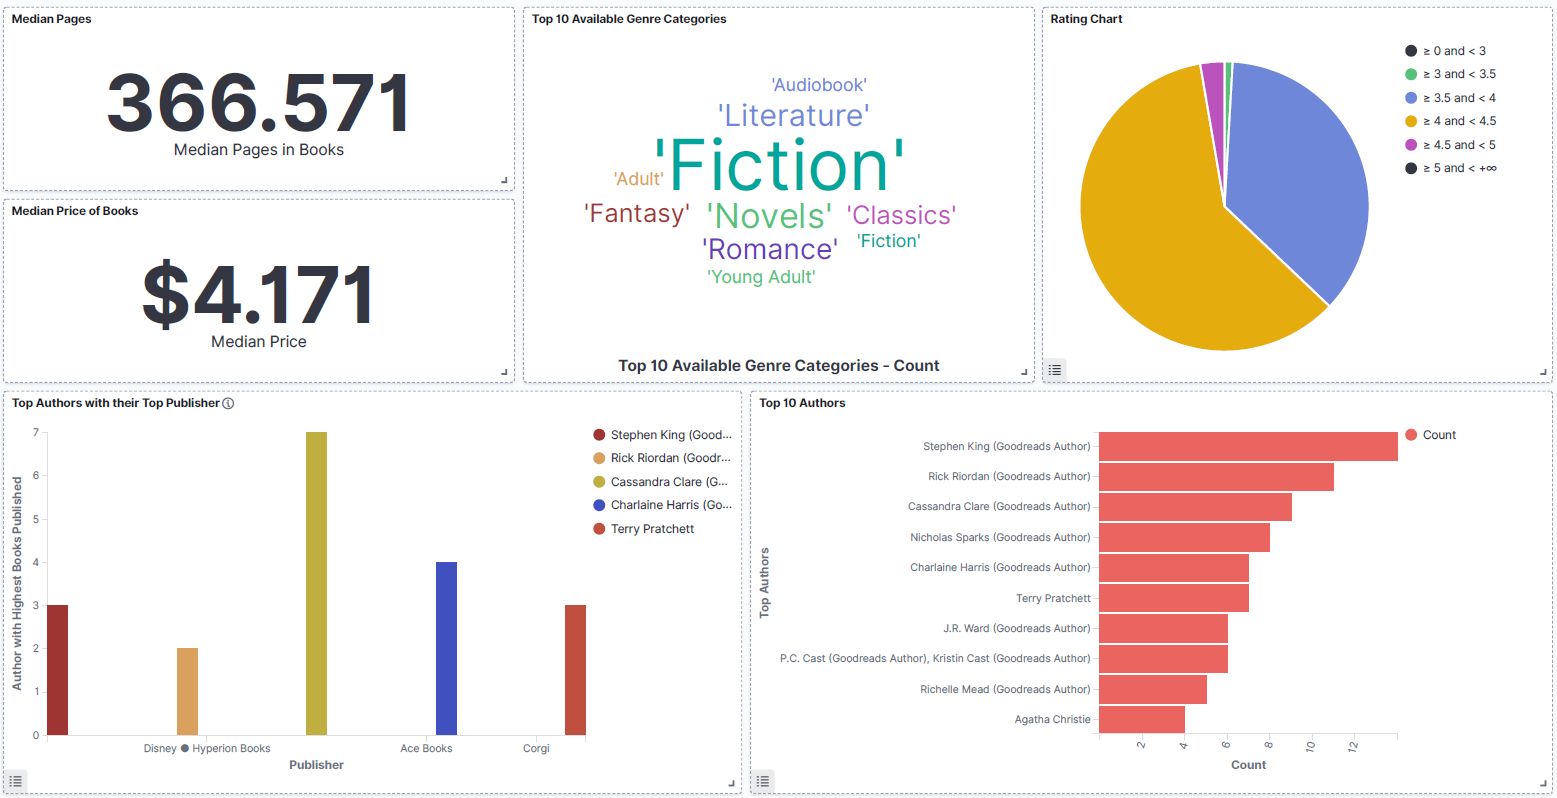 Median Pages
366.571
Median Pages in Books
Median Price of Books
$4.171
Median Price
Top 10 Available Genre Categories
'Audiobook'
'Literature'
'Fiction'
'Adult'
'Fantasy' 'Novels' 'Classics'
'Romance' 'Fiction'
'Young Adult'
Top 10 Available Genre Categories - Count
Rating Chart
≥ 0 and < 3
≥ 3 and < 3.5
≥ 3.5 and < 4
≥ 4 and < 4.5
≥ 4.5 and < 5
≥ 5 and < +∞
Top Authors with their Top Publisher
Author with Highest Books Published
7
6
5
4
3
2
1
0
Disney ● Hyperion Books Ace Books Corgi
Publisher
Stephen King (Good...
Rick Riordan (Goodr...
Cassandra Clare (G...
Charlaine Harris (Go...
Terry Pratchett
Top 10 Authors
Top Authors
Stephen King (Goodreads Author)
Rick Riordan (Goodreads Author)
Cassandra Clare (Goodreads Author)
Nicholas Sparks (Goodreads Author)
Charlaine Harris (Goodreads Author)
Terry Pratchett
J.R. Ward (Goodreads Author)
P.C. Cast (Goodreads Author), Kristin Cast (Goodreads Author)
Richelle Mead (Goodreads Author)
Agatha Christie
2 4 6 8 10 12
Count
Count